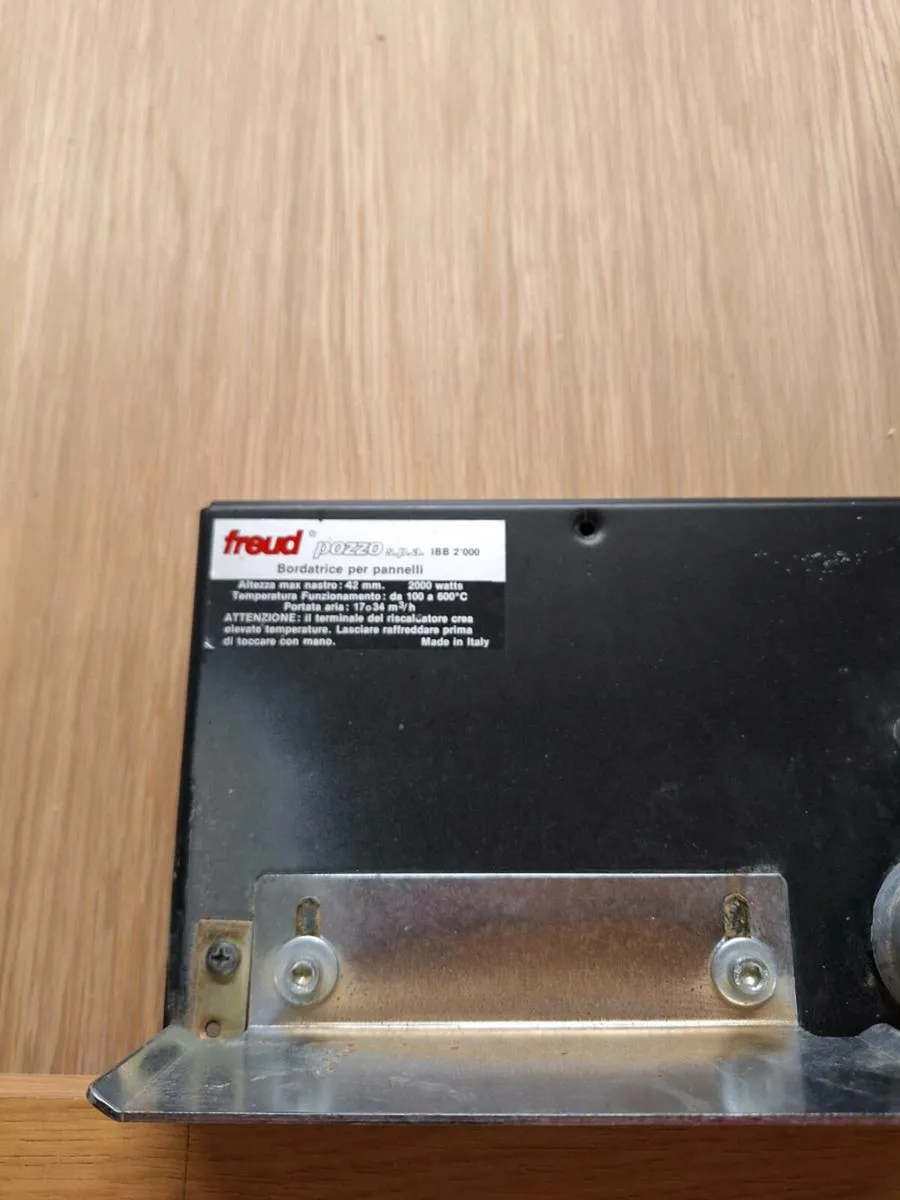 freud ® pozzo s.p.a. IBB 2'000
Bordatrice per pannelli
Altezza max nastro: 42 mm. 2000 watts
Temperatura Funzionamento: da 100 a 600°C
Portata aria: 17÷34 m³/h
ATTENZIONE: il terminale del riscaldatore crea
elevate temperature. Lasciare raffreddare prima
di toccare con mano. Made in Italy